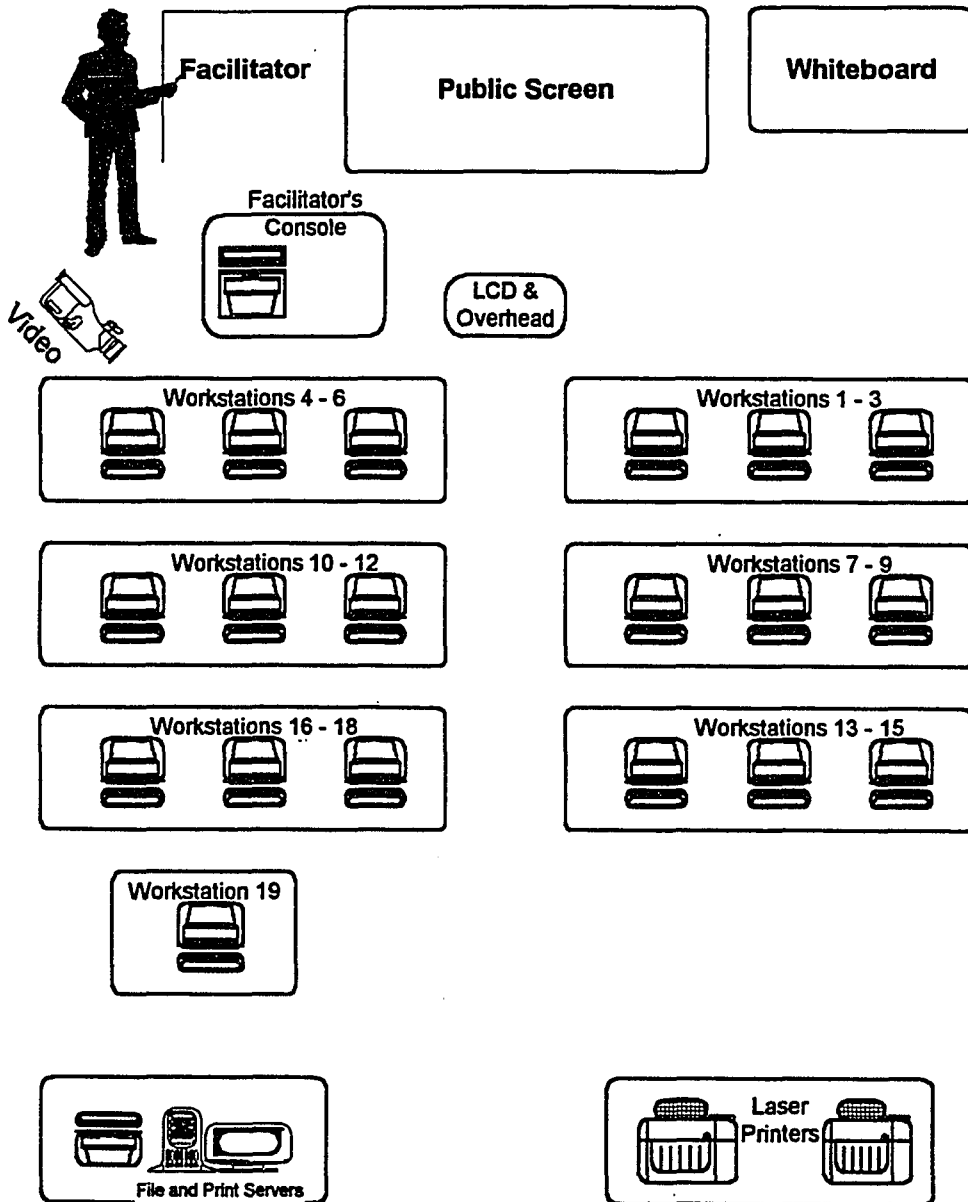 Facilitator
Public Screen
Whiteboard
Facilitator's
Console
LCD &
Overhead
Video
Workstations 4 - 6
Workstations 1 - 3
Workstations 10 - 12
Workstations 7 - 9
Workstations 16 - 18
Workstations 13 - 15
Workstation 19
File and Print Servers
Laser
Printers